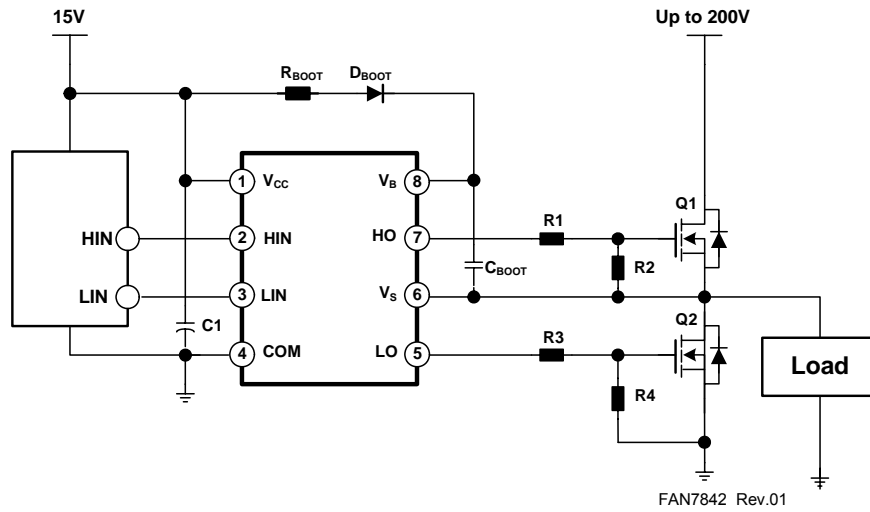 15V
Up to 200V
RBOOT
DBOOT
1
VCC
VB
8
Q1
HIN
2
HIN
HO
7
R1
R2
CBOOT
LIN
3
LIN
VS
6
C1
Q2
4
COM
LO
5
R3
R4
Load
FAN7842 Rev.01